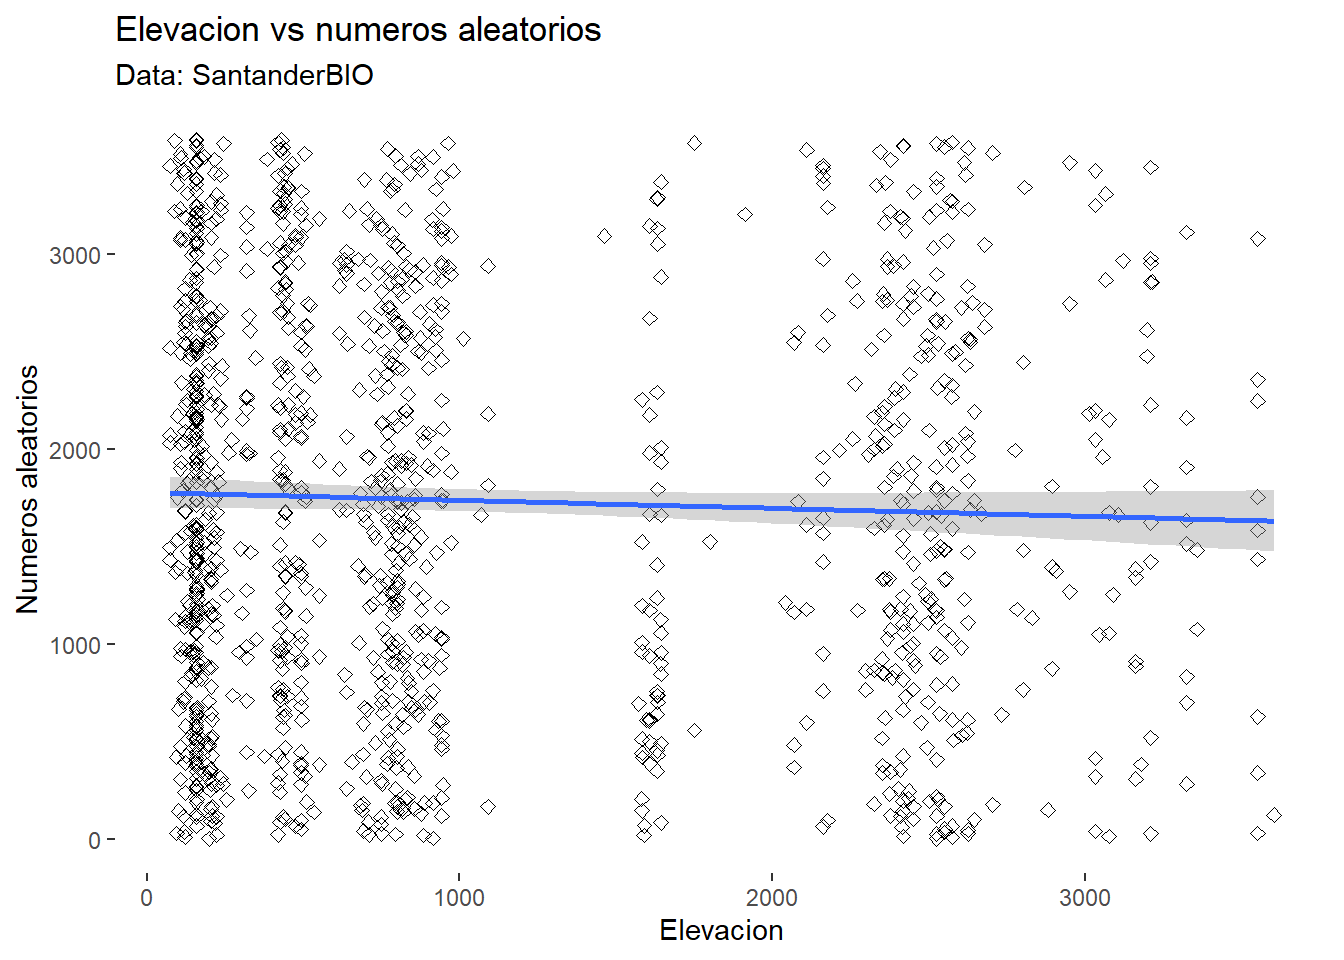 Elevacion vs numeros aleatorios
Data: SantanderBIO
3000
2000
1000
0
Numeros aleatorios
0 1000 2000 3000
Elevacion